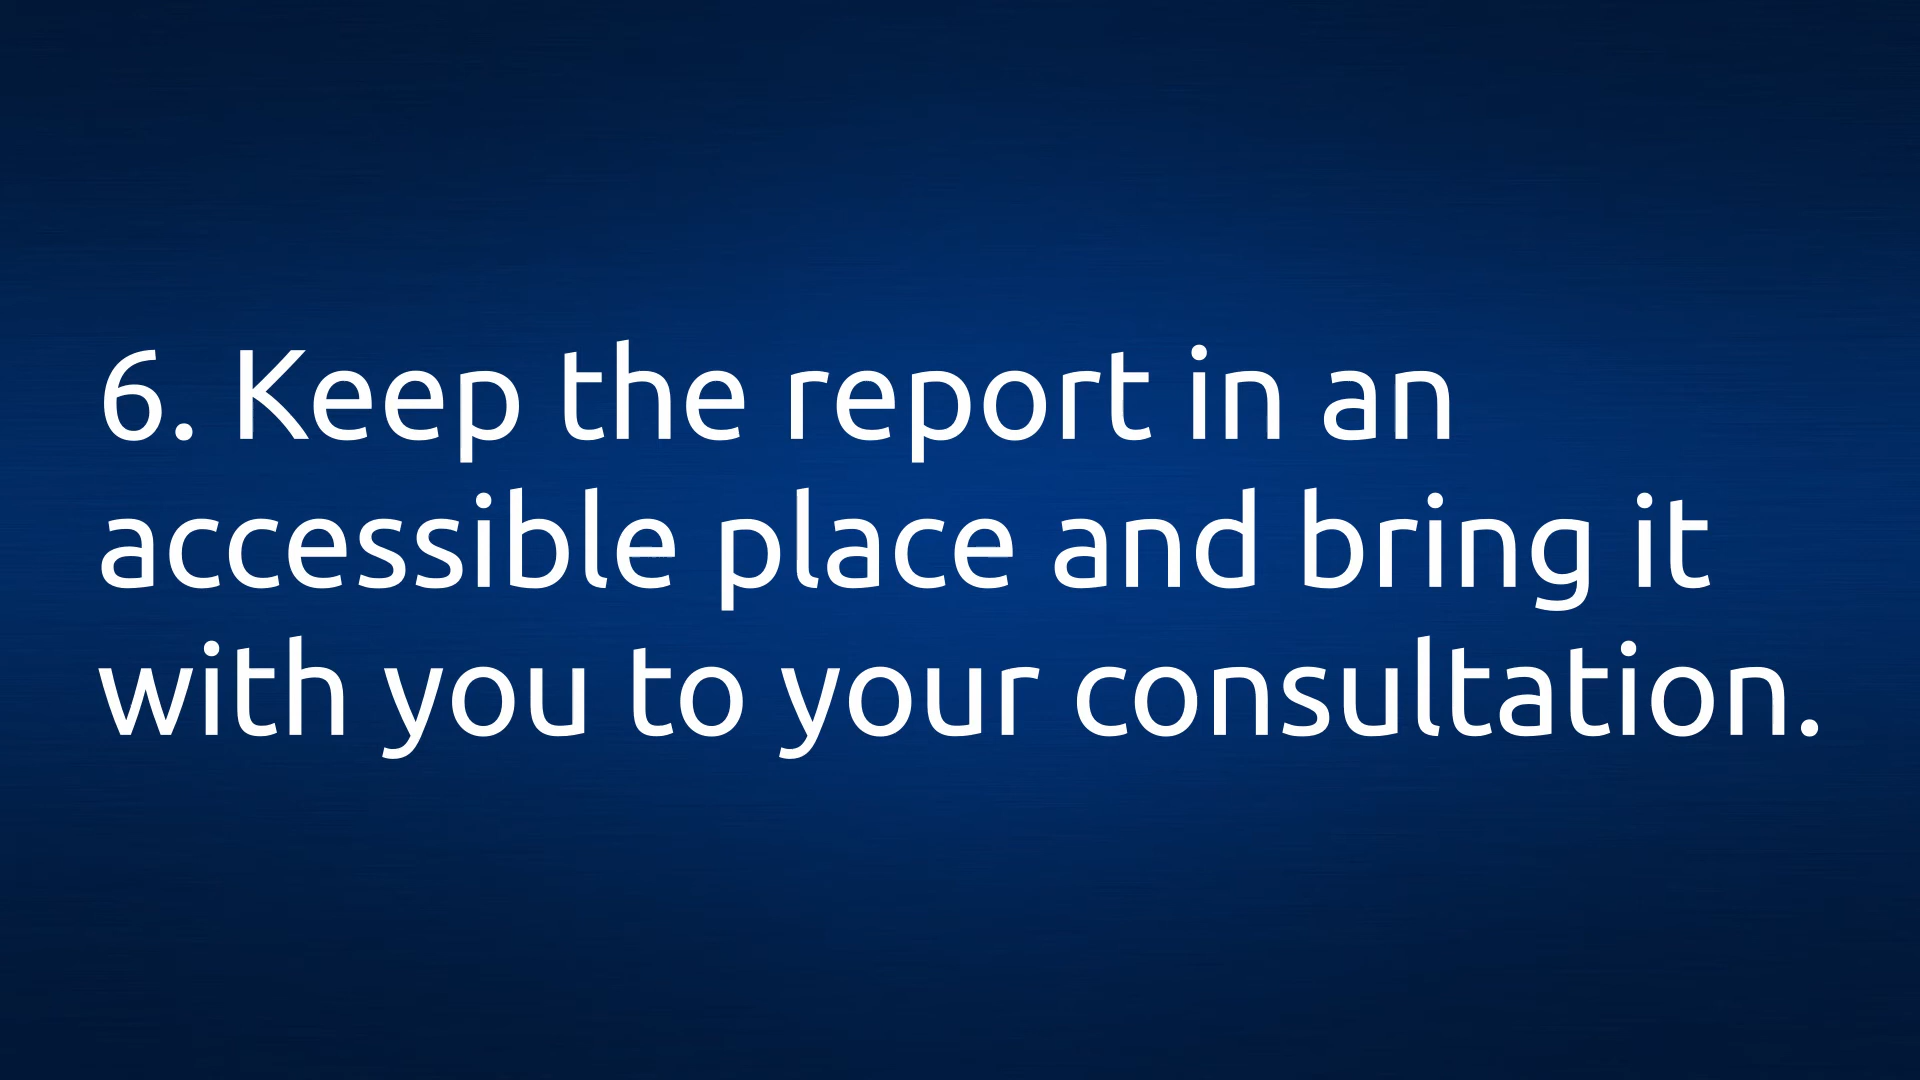 6. Keep the report in an
accessible place and bring it
with you to your consultation.